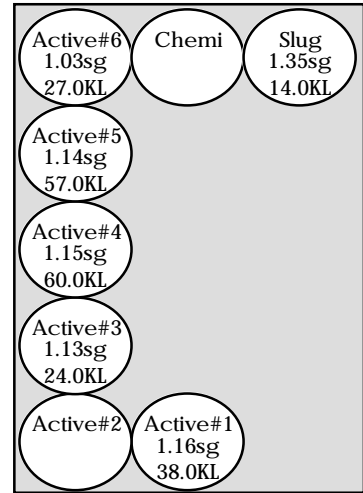 Active#6
1.03sg
27.0KL
Chemi
Slug
1.35sg
14.0KL
Active#5
1.14sg
57.0KL
Active#4
1.15sg
60.0KL
Active#3
1.13sg
24.0KL
Active#2
Active#1
1.16sg
38.0KL